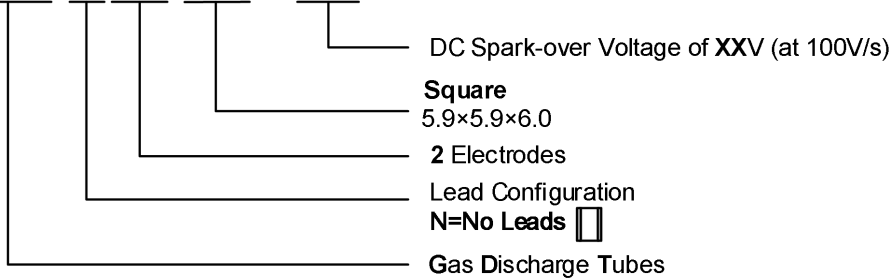 DC Spark-over Voltage of XXV (at 100V/s)
Square
5.9×5.9×6.0
2 Electrodes
Lead Configuration
N=No Leads
Gas Discharge Tubes